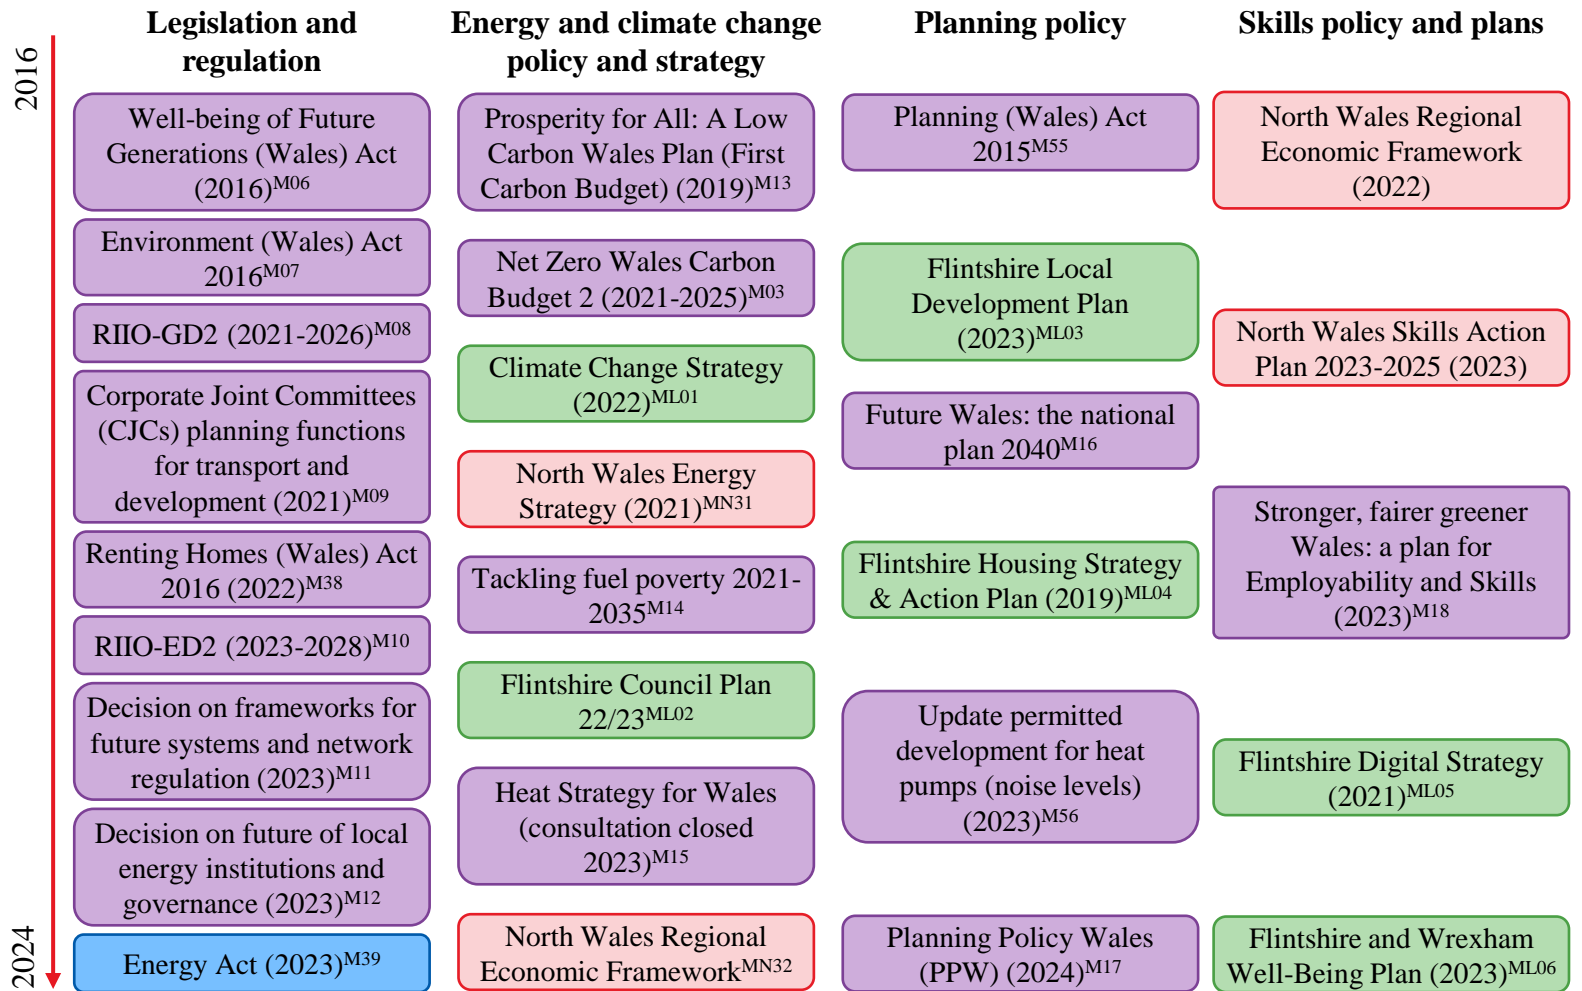 2016
2024
Legislation and
regulation
Well-being of Future
Generations (Wales) Act
(2016)M06
Environment (Wales) Act
2016M07
RIIO-GD2 (2021-2026)M08
Corporate Joint Committees
(CJCs) planning functions
for transport and
development (2021)M09
Renting Homes (Wales) Act
2016 (2022)M38
RIIO-ED2 (2023-2028)M10
Decision on frameworks for
future systems and network
regulation (2023)M11
Decision on future of local
energy institutions and
governance (2023)M12
Energy Act (2023)M39
Energy and climate change
policy and strategy
Prosperity for All: A Low
Carbon Wales Plan (First
Carbon Budget) (2019)M13
Net Zero Wales Carbon
Budget 2 (2021-2025)M03
Climate Change Strategy
(2022)ML01
North Wales Energy
Strategy (2021)MN31
Tackling fuel poverty 2021-
2035M14
Flintshire Council Plan
22/23ML02
Heat Strategy for Wales
(consultation closed
2023)M15
North Wales Regional
Economic FrameworkMN32
Planning policy
Planning (Wales) Act
2015M55
Flintshire Local
Development Plan
(2023)ML03
Future Wales: the national
plan 2040M16
Flintshire Housing Strategy
& Action Plan (2019)ML04
Update permitted
development for heat
pumps (noise levels)
(2023)M56
Planning Policy Wales
(PPW) (2024)M17
Skills policy and plans
North Wales Regional
Economic Framework
(2022)
North Wales Skills Action
Plan 2023-2025 (2023)
Stronger, fairer greener
Wales: a plan for
Employability and Skills
(2023)M18
Flintshire Digital Strategy
(2021)ML05
Flintshire and Wrexham
Well-Being Plan (2023)ML06